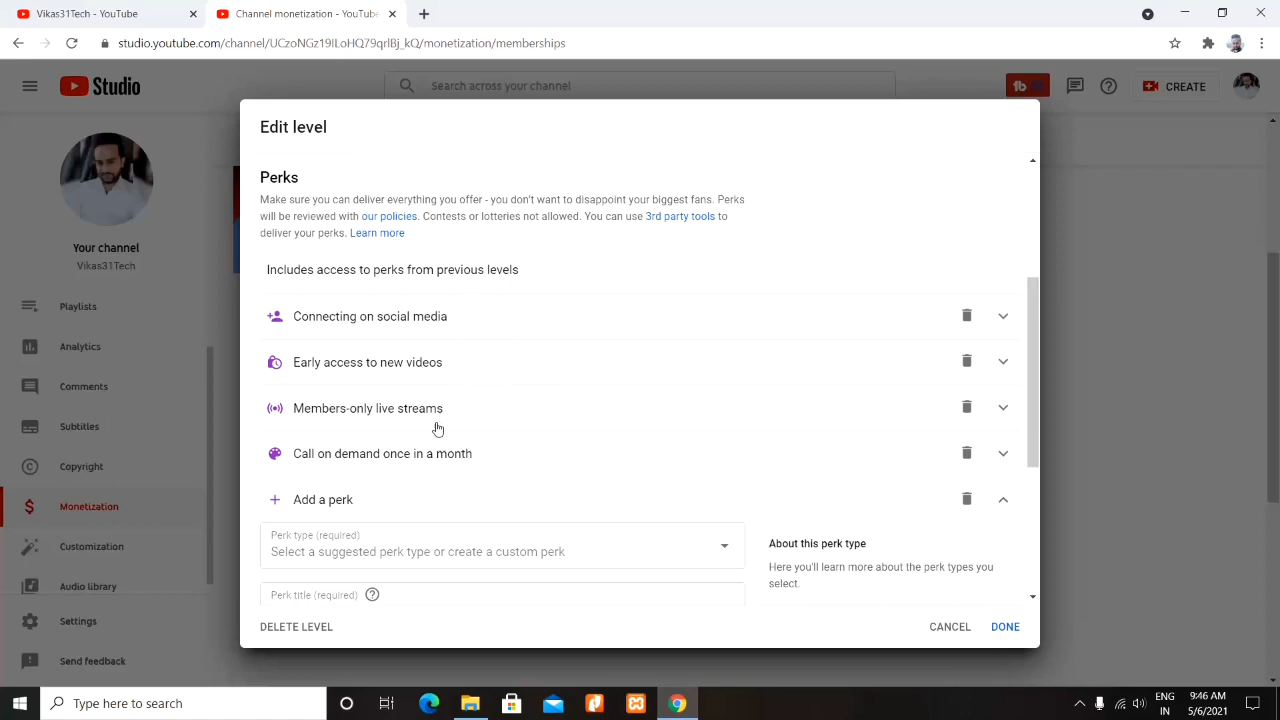 Vikas31Tech - YouTube
Channel monetization - YouTube
studio.youtube.com/channel/UCzoNGz19ILoHQ79qrlBj_kQ/monetization/memberships
Studio
Search across your channel
CREATE
Your channel
Vikas31Tech
Playlists
Analytics
Comments
Subtitles
Copyright
Monetization
Customization
Audio library
Settings
Send feedback
Edit level
Perks
Make sure you can deliver everything you offer - you don't want to disappoint your biggest fans. Perks
will be reviewed with our policies. Contests or lotteries not allowed. You can use 3rd party tools to
deliver your perks. Learn more
Includes access to perks from previous levels
Connecting on social media
Early access to new videos
Members-only live streams
Call on demand once in a month
Add a perk
Perk type (required)
Select a suggested perk type or create a custom perk
Perk title (required)
About this perk type
Here you'll learn more about the perk types you
select.
DELETE LEVEL
CANCEL
DONE
Type here to search
ENG
IN
9:46 AM
5/6/2021